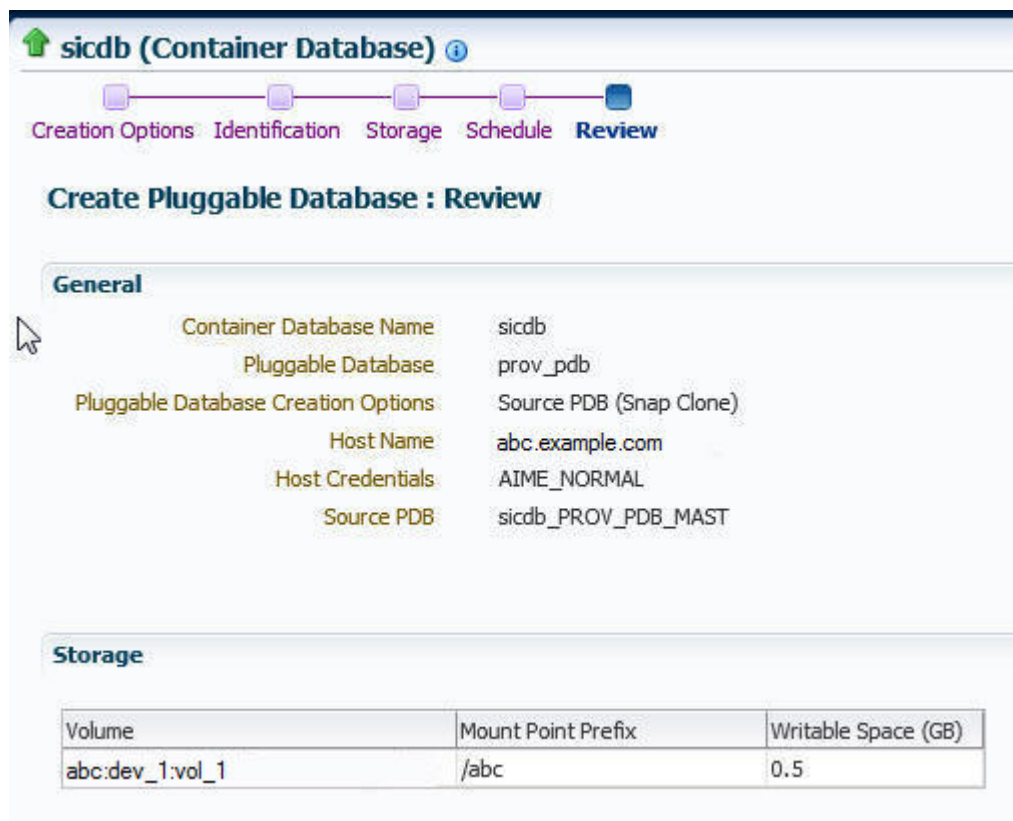 sicdb (Container Database)
Creation Options Identification Storage Schedule Review
Create Pluggable Database : Review
General
Container Database Name sicdb
Pluggable Database prov_pdb
Pluggable Database Creation Options Source PDB (Snap Clone)
Host Name abc.example.com
Host Credentials AIME_NORMAL
Source PDB sicdb_PROV_PDB_MAST
Storage
Volume Mount Point Prefix Writable Space (GB)
abc:dev_1:vol_1 /abc 0.5